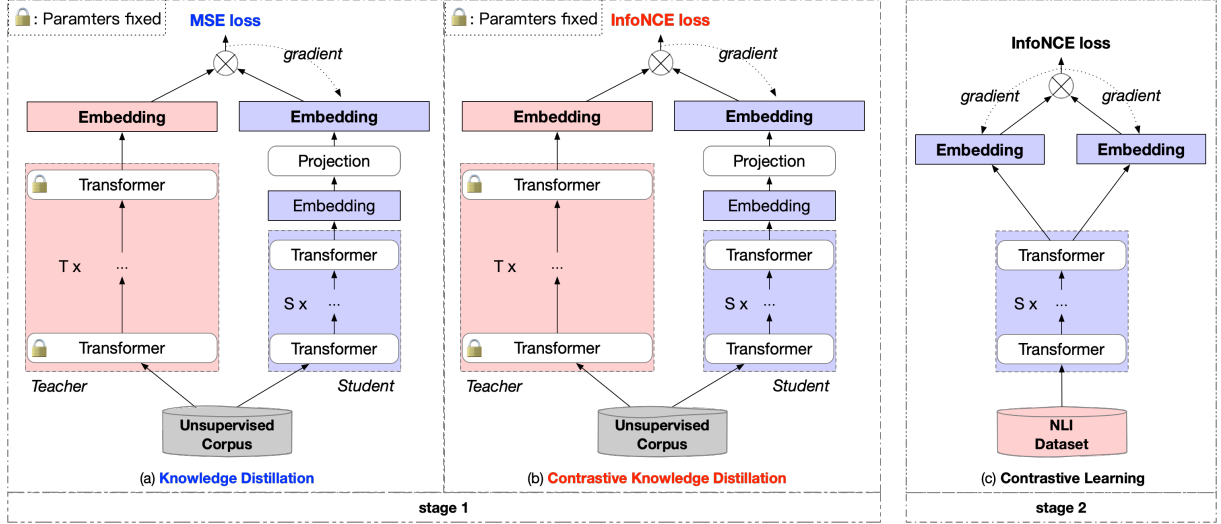 : Paramters fixed
MSE loss
gradient
Embedding
Embedding
Projection
Transformer
Embedding
Transformer
T x
...
S x
...
Transformer
Transformer
Teacher
Student
Unsupervised
Corpus
(a) Knowledge Distillation
: Paramters fixed
InfoNCE loss
gradient
Embedding
Embedding
Projection
Transformer
Embedding
Transformer
T x
...
S x
...
Transformer
Transformer
Teacher
Student
Unsupervised
Corpus
(b) Contrastive Knowledge Distillation
stage 1
InfoNCE loss
gradient
gradient
Embedding
Embedding
Transformer
S x
...
Transformer
NLI
Dataset
(c) Contrastive Learning
stage 2